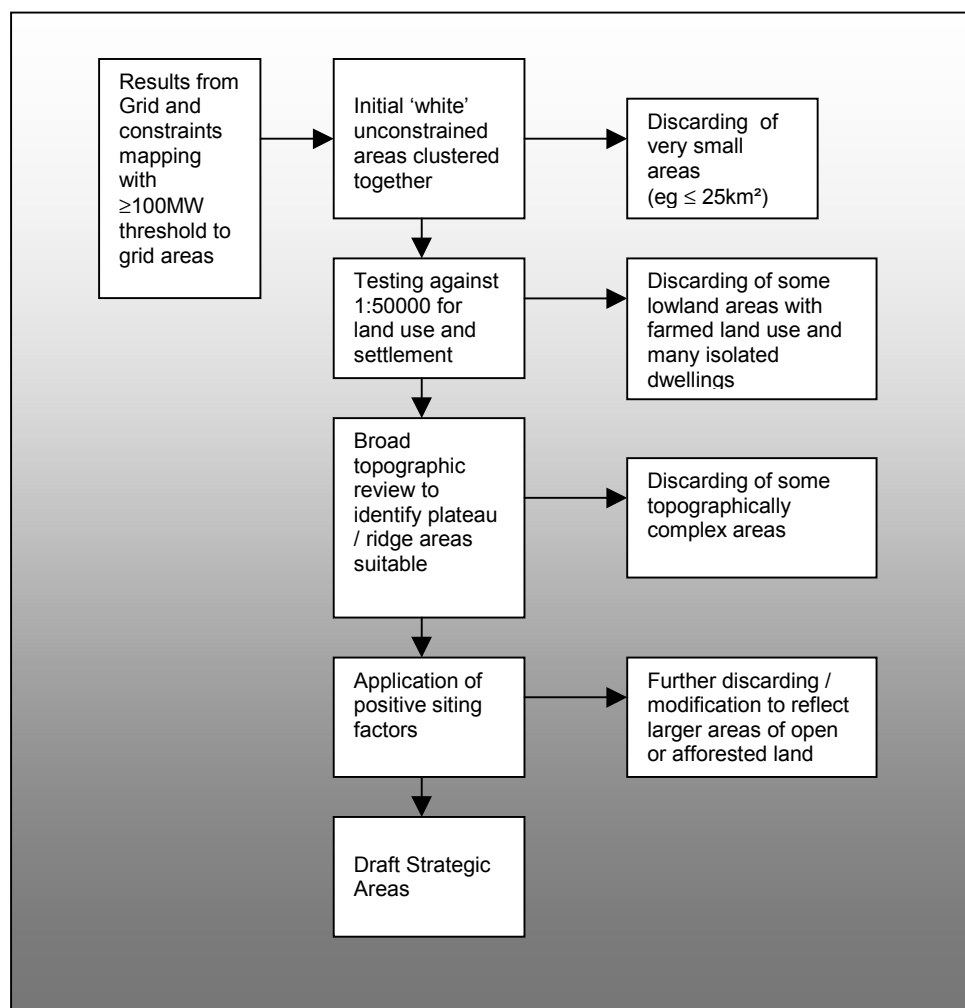 Results from
Grid and
constraints
mapping
with
≥100MW
threshold to
grid areas
Initial ‘white’
unconstrained
areas clustered
together
Discarding of
very small
areas
(eg ≤ 25km²)
Testing against
1:50000 for
land use and
settlement
Discarding of some
lowland areas with
farmed land use and
many isolated
dwellings
Broad
topographic
review to
identify plateau
/ ridge areas
suitable
Discarding of some
topographically
complex areas
Application of
positive siting
factors
Further discarding /
modification to reflect
larger areas of open
or afforested land
Draft Strategic
Areas